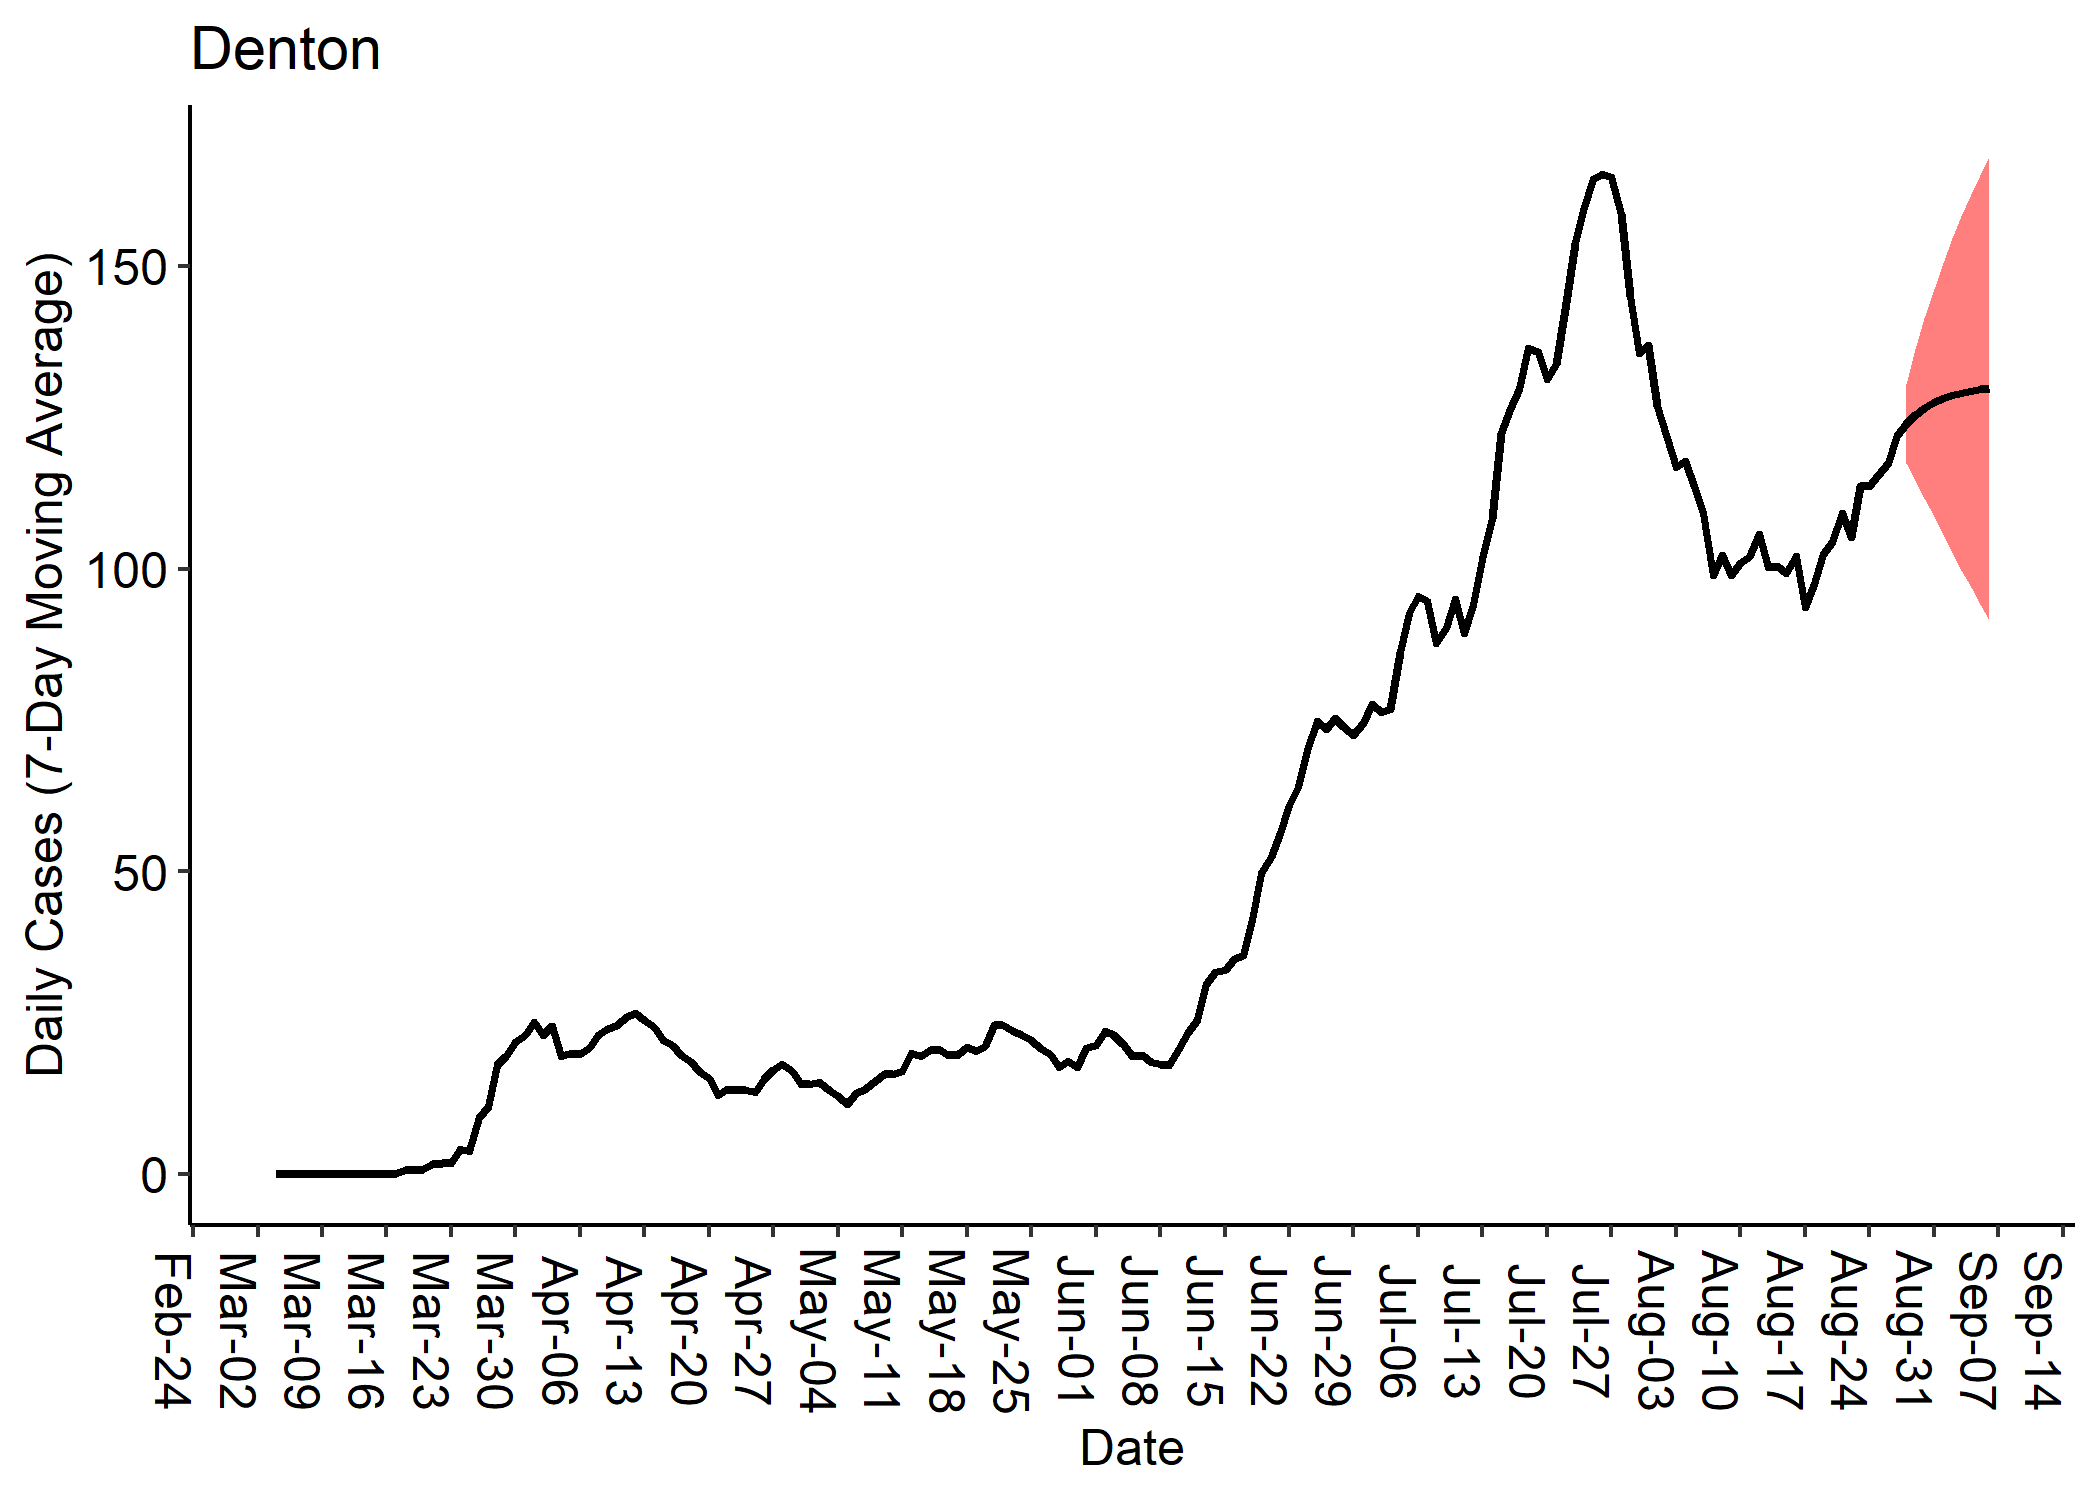 Denton
Daily Cases (7-Day Moving Average)
150
100
50
0
Feb-24
Mar-02
Mar-09
Mar-16
Mar-23
Mar-30
Apr-06
Apr-13
Apr-20
Apr-27
May-04
May-11
May-18
May-25
Jun-01
Jun-08
Jun-15
Jun-22
Jun-29
Jul-06
Jul-13
Jul-20
Jul-27
Aug-03
Aug-10
Aug-17
Aug-24
Aug-31
Sep-07
Sep-14
Date